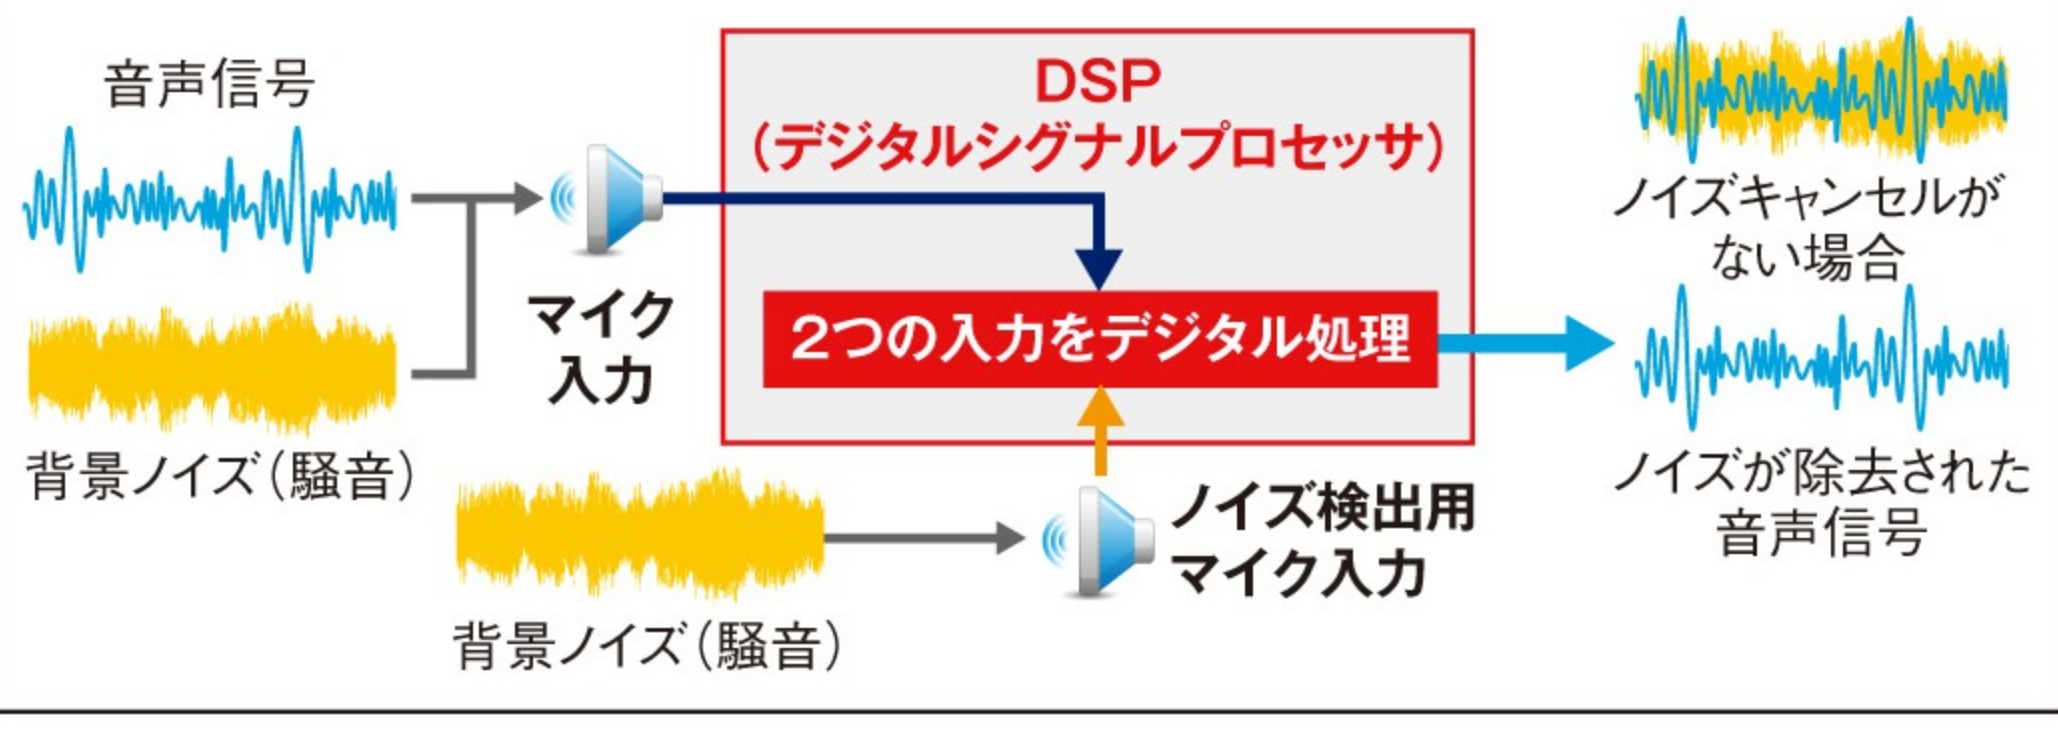 音声信号
背景ノイズ（騒音）
マイク
入力
DSP
（デジタルシグナルプロセッサ）
2つの入力をデジタル処理
背景ノイズ（騒音）
ノイズ検出用
マイク入力
ノイズキャンセルが
ない場合
ノイズが除去された
音声信号